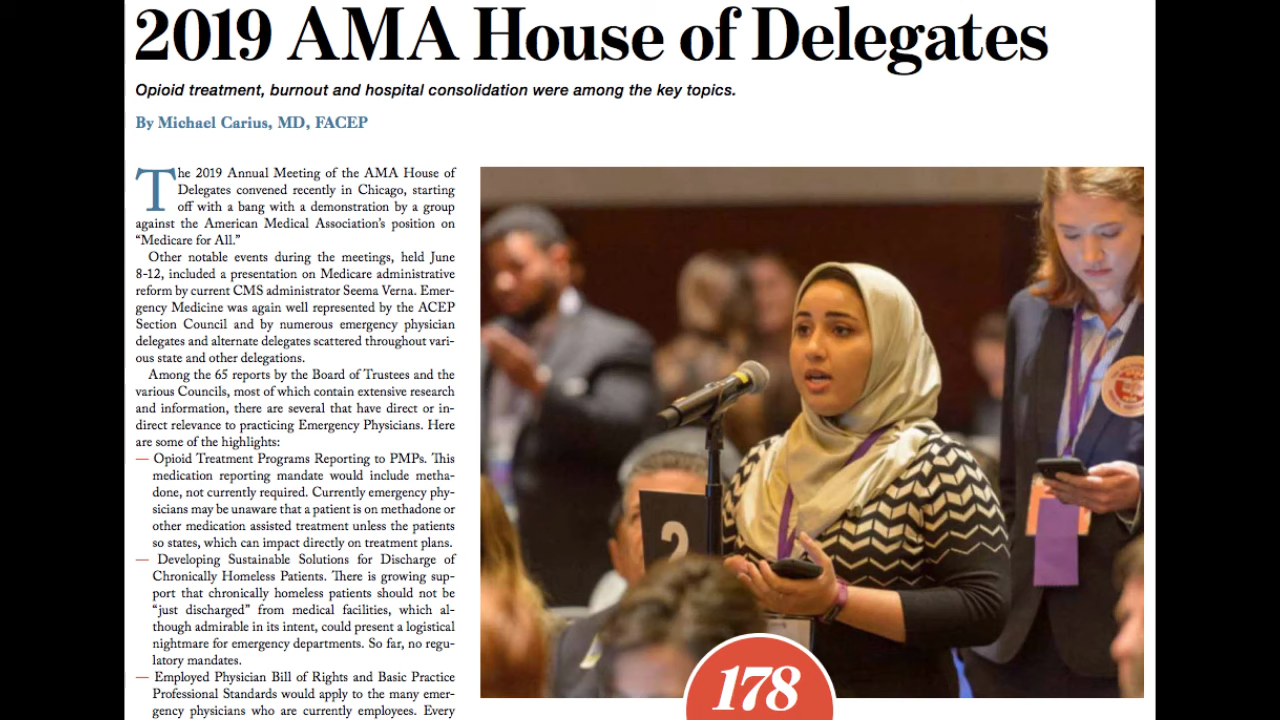 2019 AMA House of Delegates
Opioid treatment, burnout and hospital consolidation were among the key topics.
By Michael Carius, MD, FACEP
The 2019 Annual Meeting of the AMA House of
Delegates convened recently in Chicago, starting
off with a bang with a demonstration by a group
against the American Medical Association's position on
“Medicare for All.”
Other notable events during the meetings, held June
8-12, included a presentation on Medicare administrative
reform by current CMS administrator Seema Verna. Emer-
gency Medicine was again well represented by the ACEP
Section Council and by numerous emergency physician
delegates and alternate delegates scattered throughout vari-
ous state and other delegations.
Among the 65 reports by the Board of Trustees and the
various Councils, most of which contain extensive research
and information, there are several that have direct or in-
direct relevance to practicing Emergency Physicians. Here
are some of the highlights:
— Opioid Treatment Programs Reporting to PMPs. This
medication reporting mandate would include metha-
done, not currently required. Currently emergency phy-
sicians may be unaware that a patient is on methadone or
other medication assisted treatment unless the patients
so states, which can impact directly on treatment plans.
— Developing Sustainable Solutions for Discharge of
Chronically Homeless Patients. There is growing sup-
port that chronically homeless patients should not be
“just discharged” from medical facilities, which al-
though admirable in its intent, could present a logistical
nightmare for emergency departments. So far, no regu-
latory mandates.
— Employed Physician Bill of Rights and Basic Practice
Professional Standards would apply to the many emer-
gency physicians who are currently employees. Every
2
178